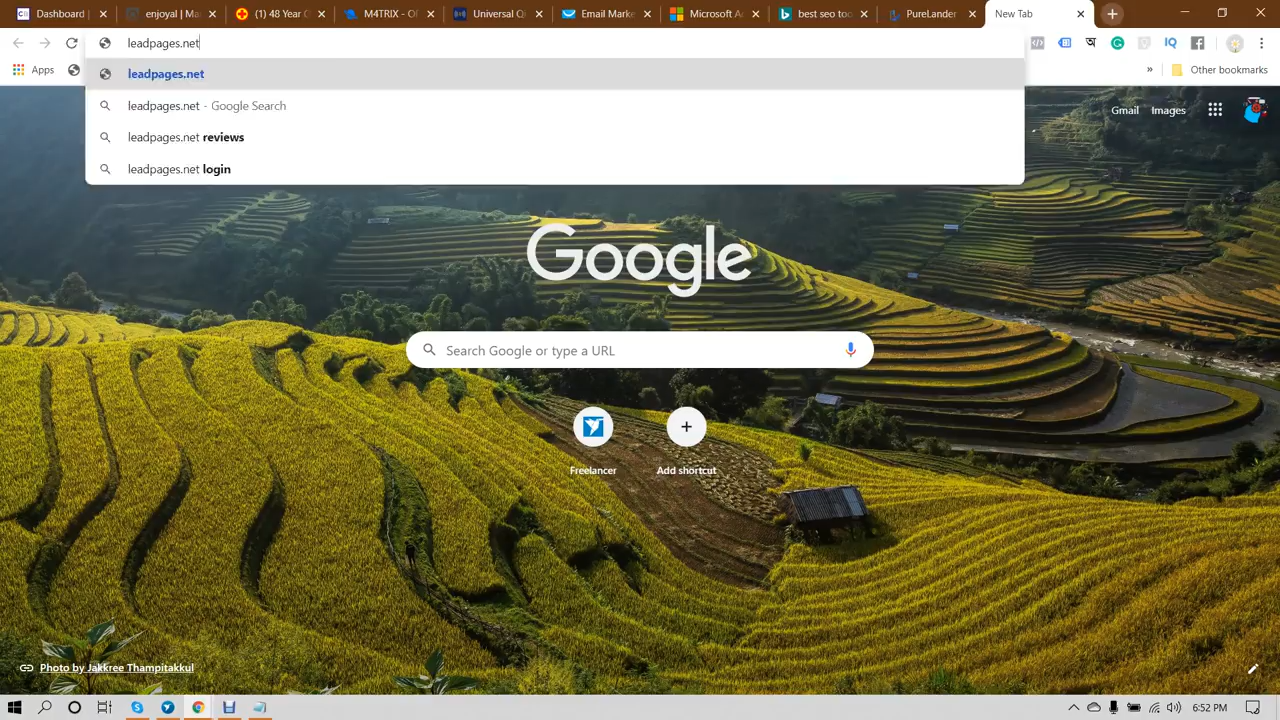 Dashboard
enjoyal | Ma
(1) 48 Year O
M4TRIX - Of
Universal Q
Email Marke
Microsoft A
best seo too
PureLander
New Tab
leadpages.net
leadpages.net
leadpages.net - Google Search
leadpages.net reviews
leadpages.net login
Apps
IQ
»
Other bookmarks
Gmail
Images
Google
Search Google or type a URL
Freelancer
Add shortcut
Photo by Jakkree Thampitakkul
6:52 PM